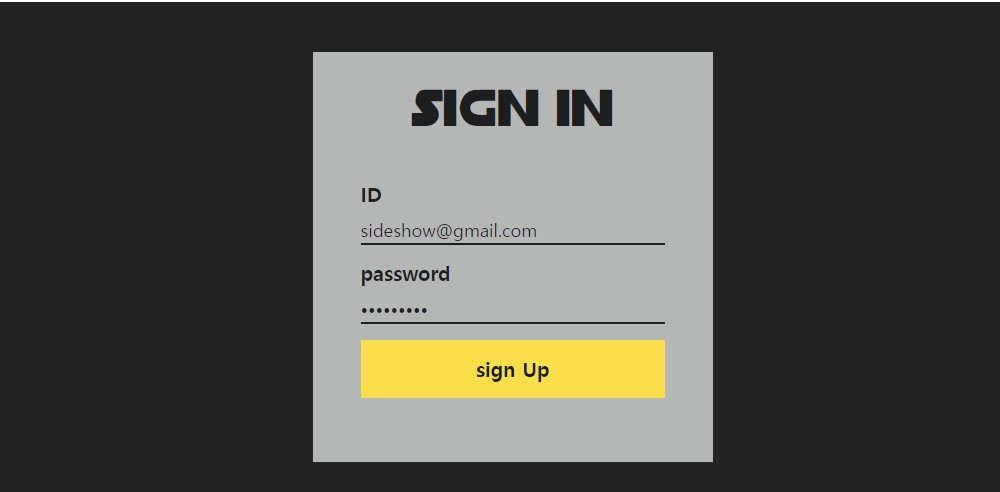 SIGN IN
ID
sideshow@gmail.com
password
•••••••••
sign Up